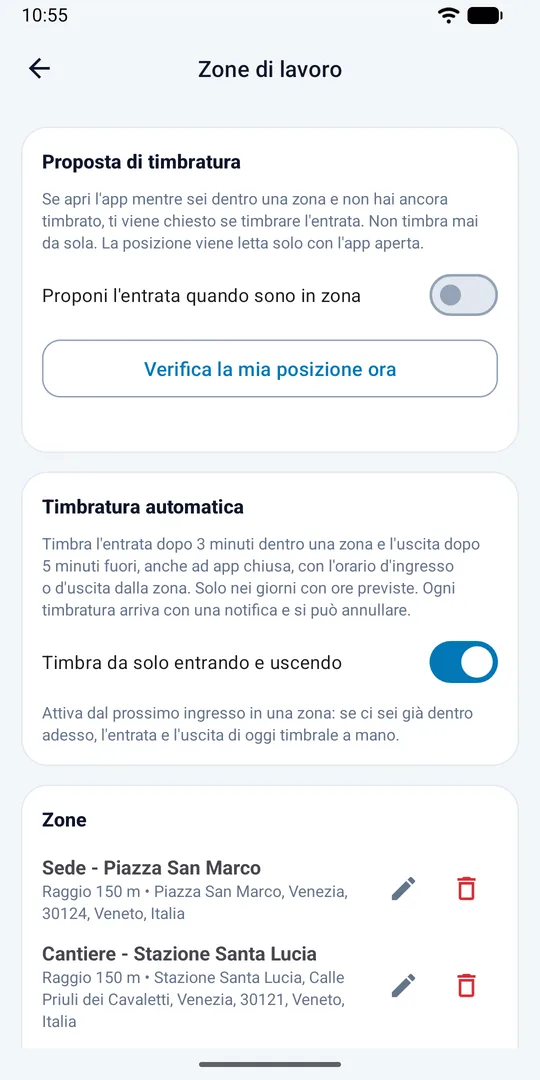 10:55
Zone di lavoro
Proposta di timbratura
Se apri l'app mentre sei dentro una zona e non hai ancora
timbrato, ti viene chiesto se timbrare l'entrata. Non timbra mai
da sola. La posizione viene letta solo con l'app aperta.
Proponi l'entrata quando sono in zona
Verifica la mia posizione ora
Timbratura automatica
Timbra l'entrata dopo 3 minuti dentro una zona e l'uscita dopo
5 minuti fuori, anche ad app chiusa, con l'orario d'ingresso
o d'uscita dalla zona. Solo nei giorni con ore previste. Ogni
timbratura arriva con una notifica e si può annullare.
Timbra da solo entrando e uscendo
Attiva dal prossimo ingresso in una zona: se ci sei già dentro
adesso, l'entrata e l'uscita di oggi timbrale a mano.
Zone
Sede - Piazza San Marco
Raggio 150 m • Piazza San Marco, Venezia,
30124, Veneto, Italia
Cantiere - Stazione Santa Lucia
Raggio 150 m • Stazione Santa Lucia, Calle
Priuli dei Cavaletti, Venezia, 30121, Veneto,
Italia